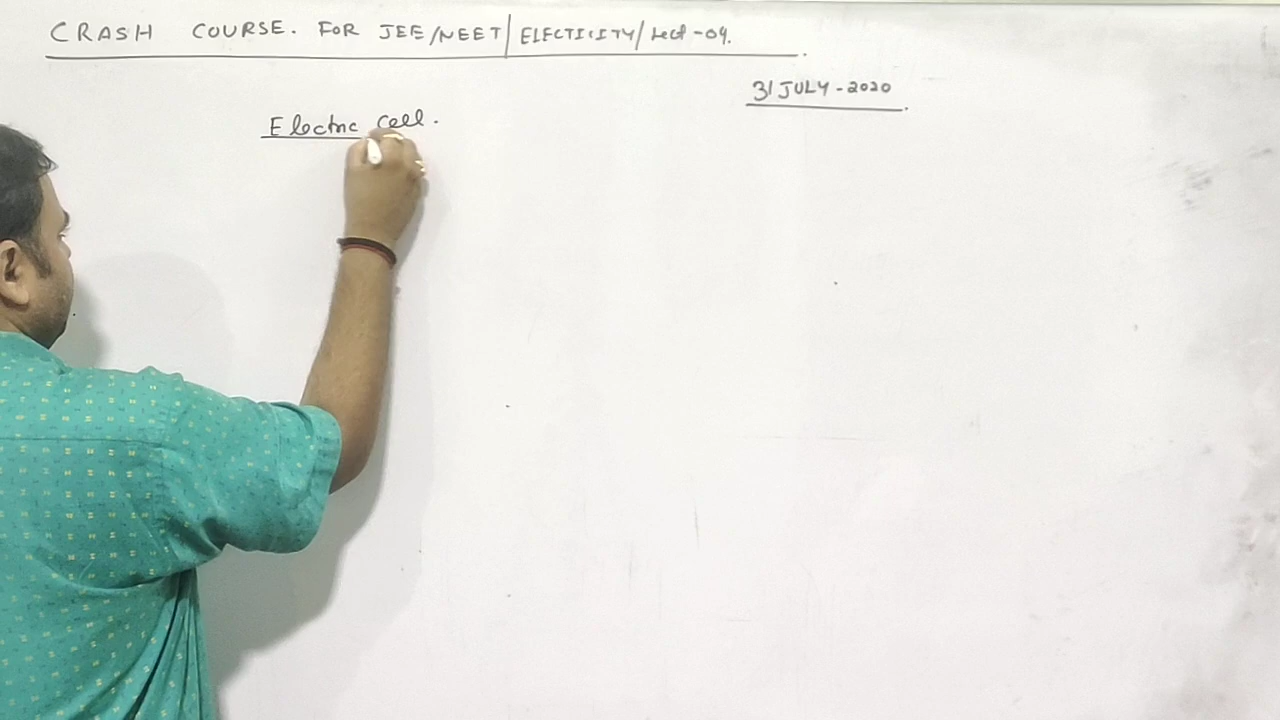 CRASH COURSE. FOR JEE/NEET/ELECTICITY/Lect-04.
31 JULY-2020
Electric Cell.